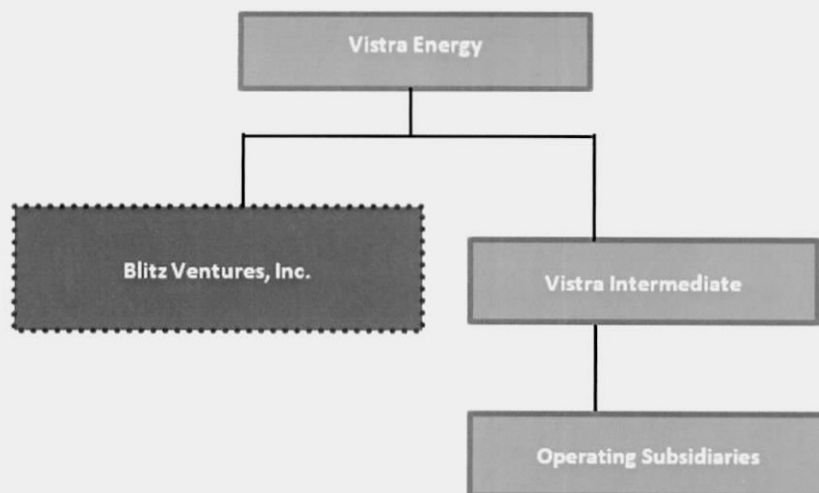 Vistra Energy
Blitz Ventures, Inc.
Vistra Intermediate
Operating Subsidiaries